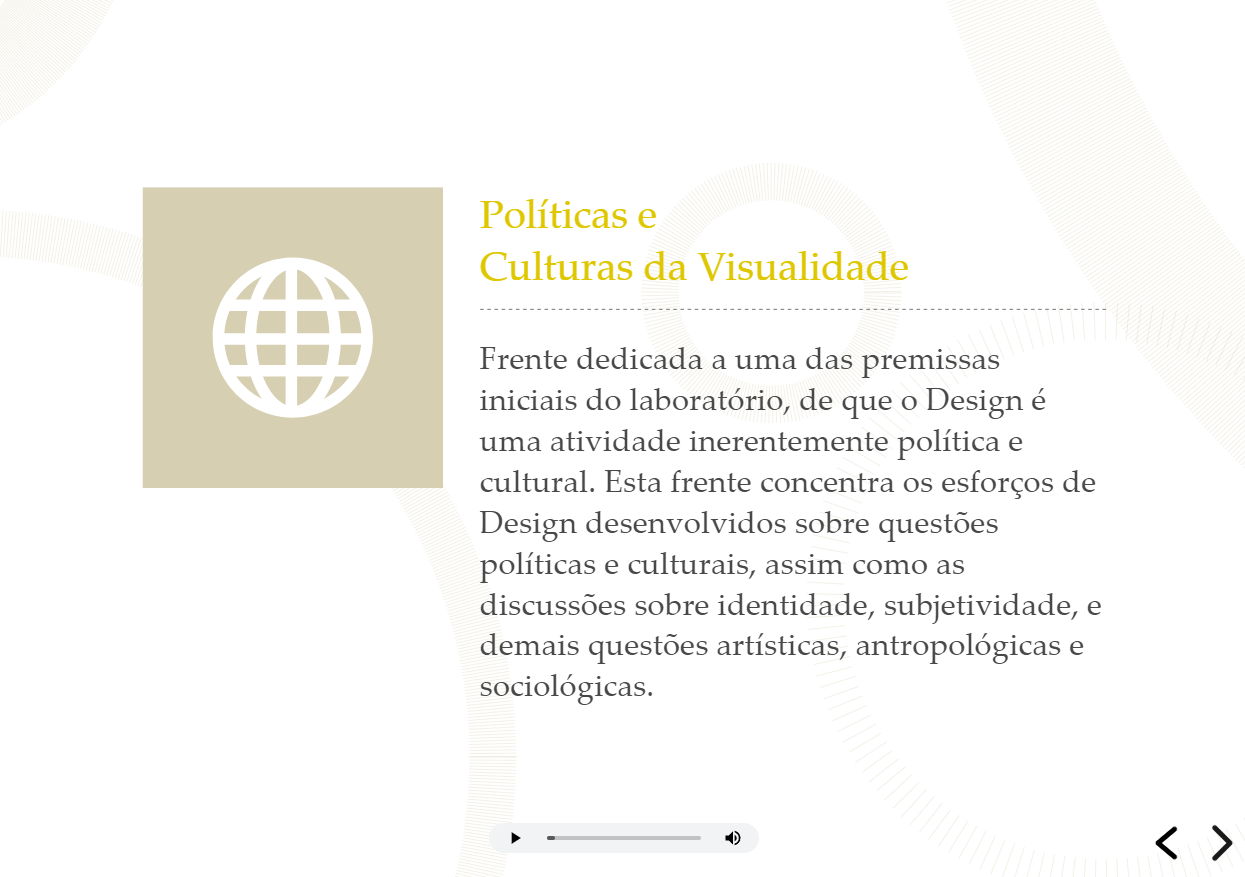 Políticas e
Culturas da Visualidade
Frente dedicada a uma das premissas
iniciais do laboratório, de que o Design é
uma atividade inerentemente política e
cultural. Esta frente concentra os esforços de
Design desenvolvidos sobre questões
políticas e culturais, assim como as
discussões sobre identidade, subjetividade, e
demais questões artísticas, antropológicas e
sociológicas.